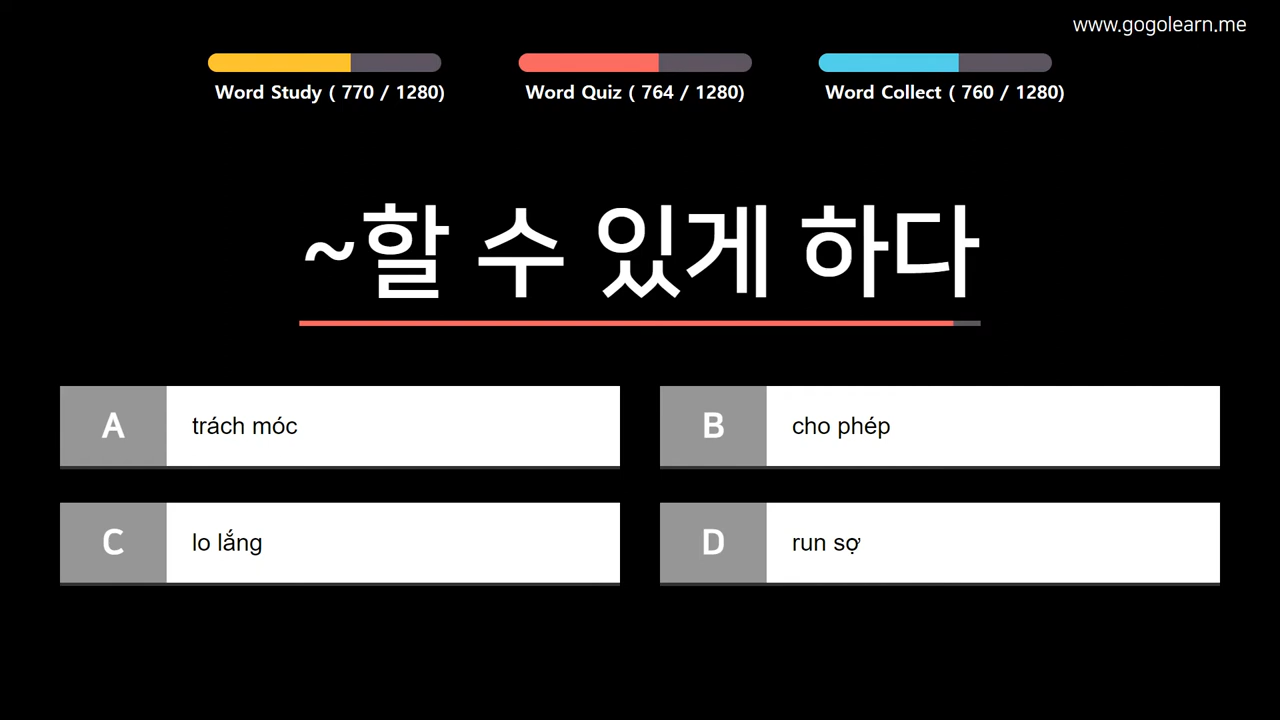 www.gogolearn.me
Word Study ( 770 / 1280)
Word Quiz ( 764 / 1280)
Word Collect ( 760 / 1280)
~할 수 있게 하다
A trách móc
B cho phép
C lo lắng
D run sợ